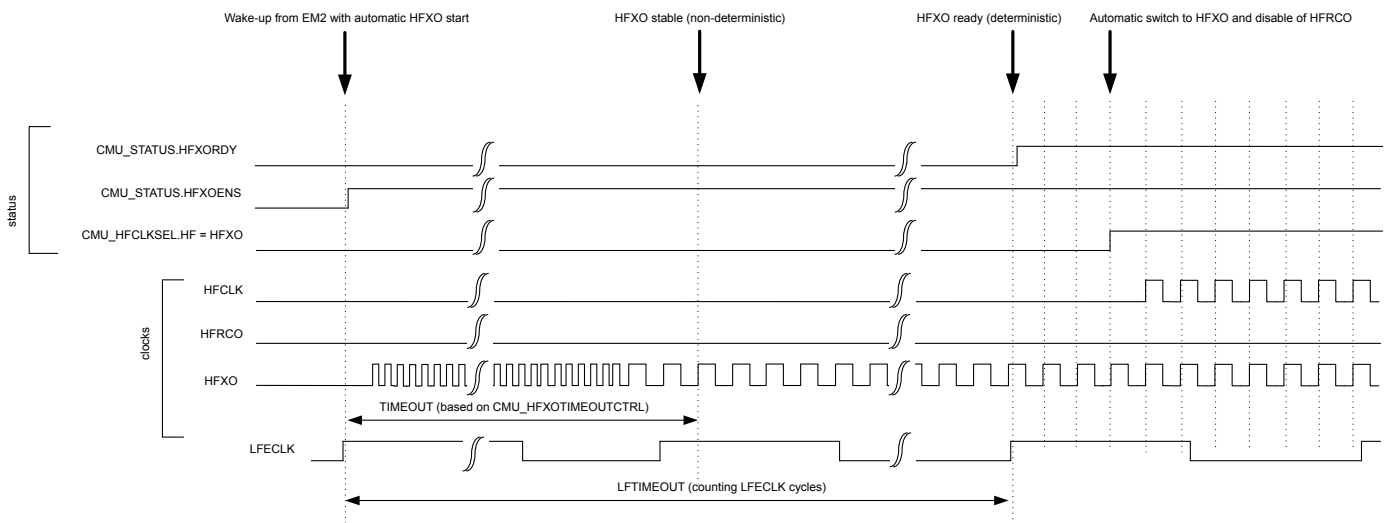 Wake-up from EM2 with automatic HFXO start
HFXO stable (non-deterministic)
HFXO ready (deterministic)
Automatic switch to HFXO and disable of HFRCO
status
CMU_STATUS.HFXORDY
CMU_STATUS.HFXOENS
CMU_HFCLKSEL.HF = HFXO
clocks
HFCLK
HFRCO
HFXO
TIMEOUT (based on CMU_HFXOTIMEOUTCTRL)
LFECLK
LFTIMEOUT (counting LFECLK cycles)